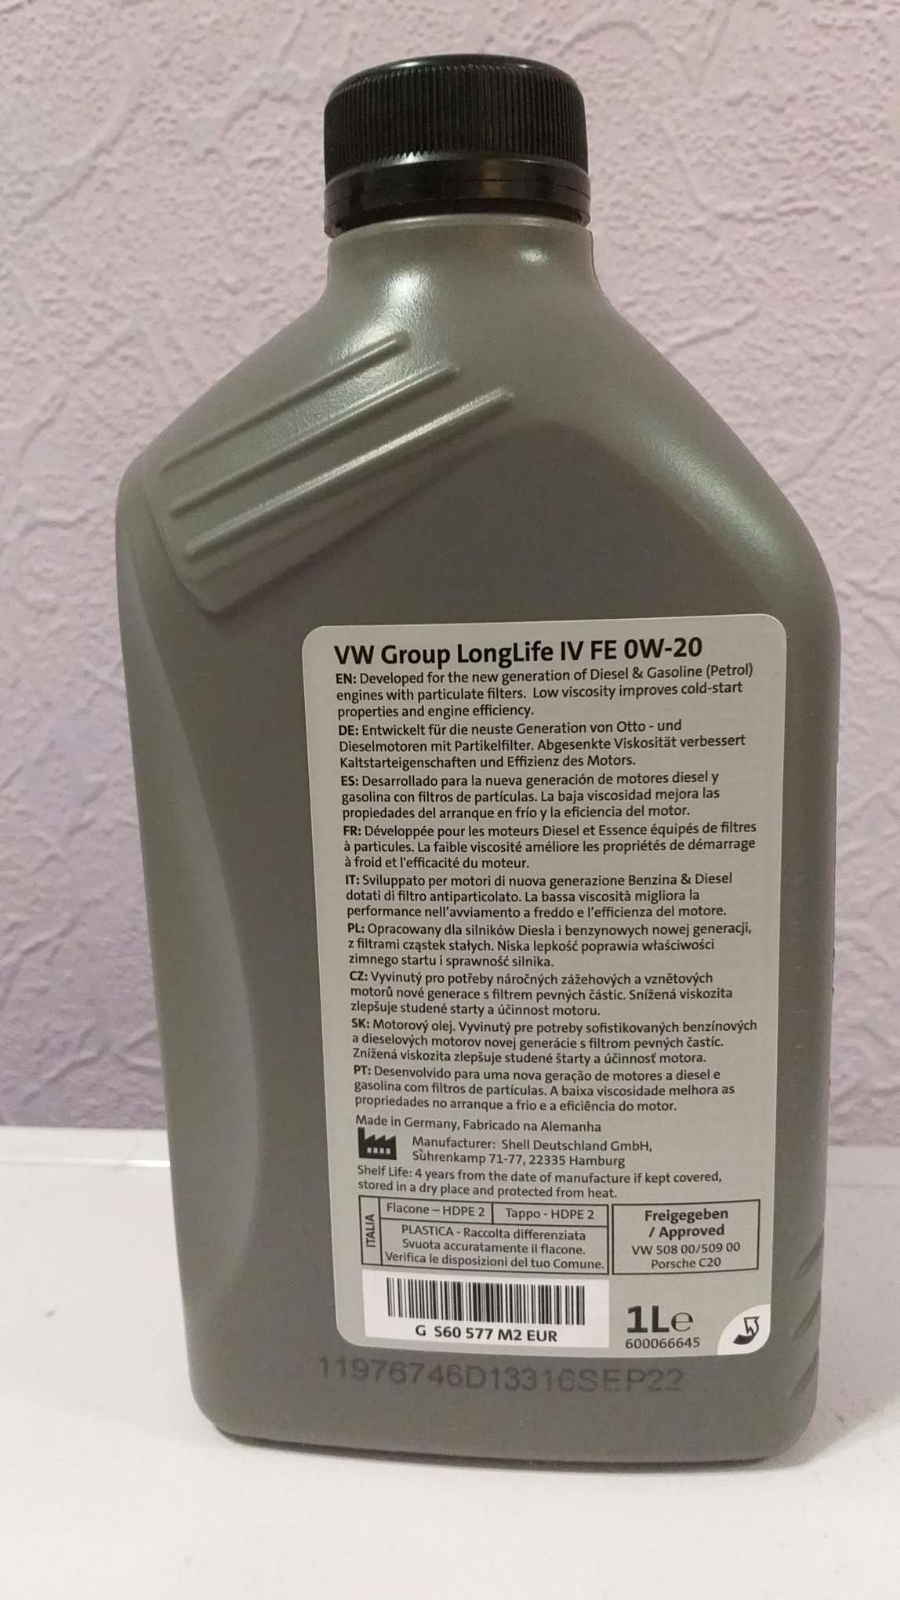 VW Group LongLife IV FE 0W-20
EN: Developed for the new generation of Diesel & Gasoline (Petrol)
engines with particulate filters. Low viscosity improves cold-start
properties and engine efficiency.
DE: Entwickelt für die neuste Generation von Otto - und
Dieselmotoren mit Partikelfilter. Abgesenkte Viskosität verbessert
Kaltstarteigenschaften und Effizienz des Motors.
ES: Desarrollado para la nueva generación de motores diesel y
gasolina con filtros de partículas. La baja viscosidad mejora las
propiedades del arranque en frío y la eficiencia del motor.
FR: Développée pour les moteurs Diesel et Essence équipés de filtres
à particules. La faible viscosité améliore les propriétés de démarrage
à froid et l'efficacité du moteur.
IT: Sviluppato per motori di nuova generazione Benzina & Diesel
dotati di filtro antiparticolato. La bassa viscosità migliora la
performance nell'avviamento a freddo e l'efficienza del motore.
PL: Opracowany dla silników Diesla i benzynowych nowej generacji,
z filtrami cząstek stałych. Niska lepkość poprawia właściwości
zimnego startu i sprawność silnika.
CZ: Vyvinutý pro potřeby náročných zážehových a vznětových
motorů nové generace s filtrem pevných částic. Snížená viskozita
zlepšuje studené starty a účinnost motoru.
SK: Motorový olej. Vyvinutý pre potreby sofistikovaných benzínových
a dieselových motorov novej generácie s filtrom pevných častíc.
Znížená viskozita zlepšuje studené štarty a účinnosť motora.
PT: Desenvolvido para uma nova geração de motores a diesel e
gasolina com filtros de partículas. A baixa viscosidade melhora as
propriedades no arranque a frio e a eficiência do motor.
Made in Germany, Fabricado na Alemanha
Manufacturer: Shell Deutschland GmbH,
Suhrenkamp 71-77, 22335 Hamburg
Shelf Life: 4 years from the date of manufacture if kept covered,
stored in a dry place and protected from heat.
ITALIA
Flacone – HDPE 2
Tappo - HDPE 2
PLASTICA - Raccolta differenziata
Svuota accuratamente il flacone.
Verifica le disposizioni del tuo Comune.
Freigegeben
/ Approved
VW 508 00/509 00
Porsche C20
G S60 577 M2 EUR
1L℮
600066645
11976746D13316SEP22